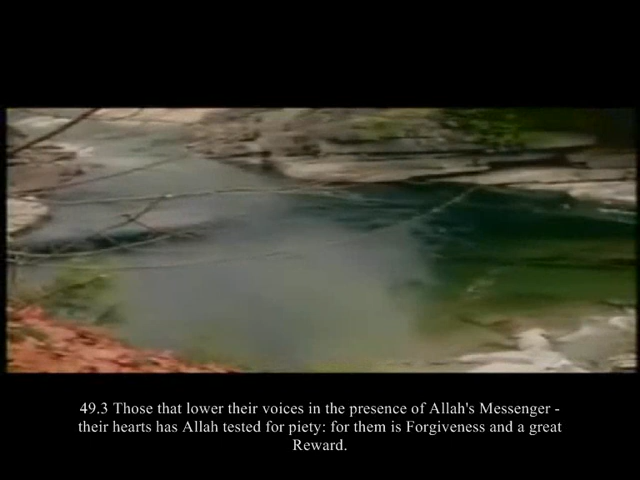 49.3 Those that lower their voices in the presence of Allah's Messenger -
their hearts has Allah tested for piety: for them is Forgiveness and a great
Reward.